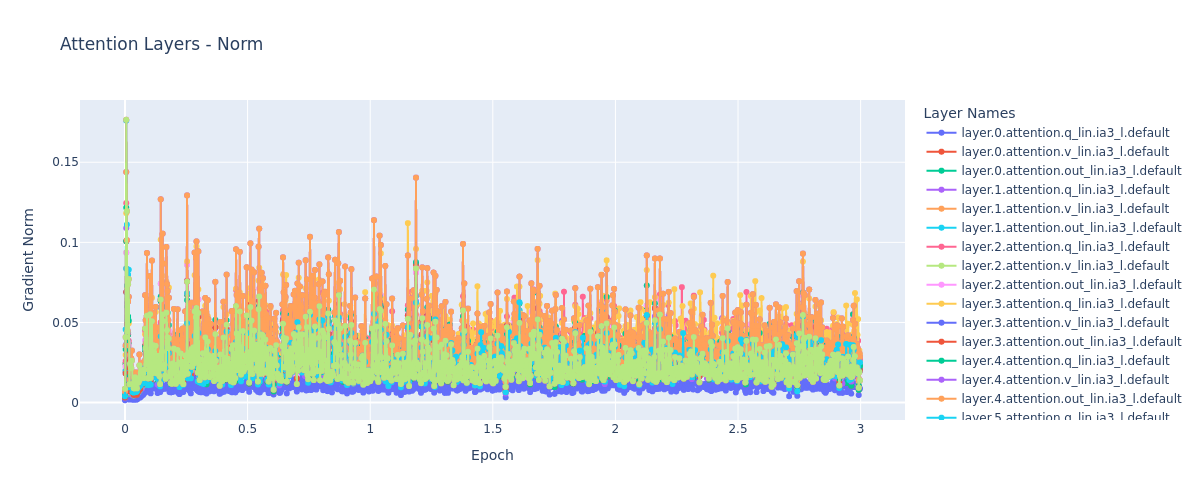 Attention Layers - Norm
Gradient Norm
0.15
0.1
0.05
0
0
0.5
1
1.5
2
2.5
3
Epoch
Layer Names
layer.0.attention.q_lin.ia3_l.default
layer.0.attention.v_lin.ia3_l.default
layer.0.attention.out_lin.ia3_l.default
layer.1.attention.q_lin.ia3_l.default
layer.1.attention.v_lin.ia3_l.default
layer.1.attention.out_lin.ia3_l.default
layer.2.attention.q_lin.ia3_l.default
layer.2.attention.v_lin.ia3_l.default
layer.2.attention.out_lin.ia3_l.default
layer.3.attention.q_lin.ia3_l.default
layer.3.attention.v_lin.ia3_l.default
layer.3.attention.out_lin.ia3_l.default
layer.4.attention.q_lin.ia3_l.default
layer.4.attention.v_lin.ia3_l.default
layer.4.attention.out_lin.ia3_l.default
layer.5.attention.q_lin.ia3_l.default